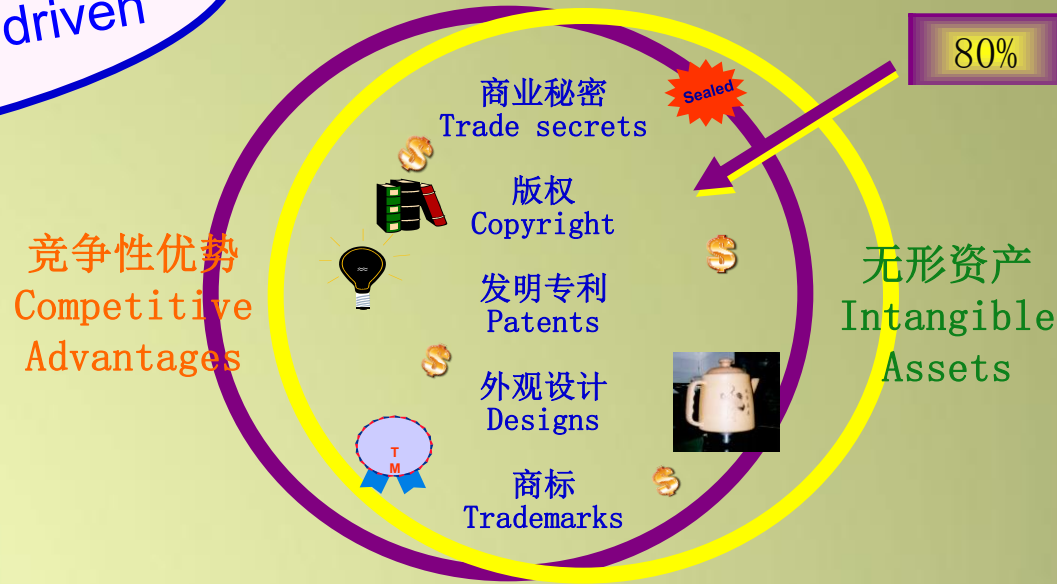 driven
80%
商业秘密
Trade secrets
Sealed
版权
Copyright
竞争性优势
Competitive
Advantages
发明专利
Patents
无形资产
Intangible
Assets
外观设计
Designs
T
M
商标
Trademarks